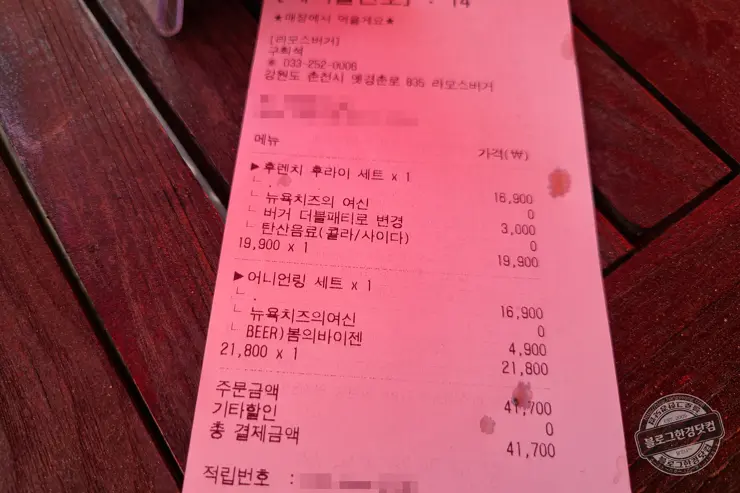 : 14
★매장에서 먹을게요★
[라모스버거]
구희석
☎ 033-252-0006
강원도 춘천시 옛경춘로 835 라모스버거
메뉴 가격(₩)
▶후렌치 후라이 세트 x 1 16,900
ㄴ . 0
ㄴ 뉴욕치즈의 여신
ㄴ 버거 더블패티로 변경 3,000
ㄴ 탄산음료(콜라/사이다) 0
19,900 x 1 19,900
▶어니언링 세트 x 1 16,900
ㄴ .
ㄴ 뉴욕치즈의여신 0
ㄴ BEER)봄의바이젠 4,900
21,800 x 1 21,800
주문금액 41,700
기타할인 0
총 결제금액 41,700
적립번호 :
블로그한경닷컴